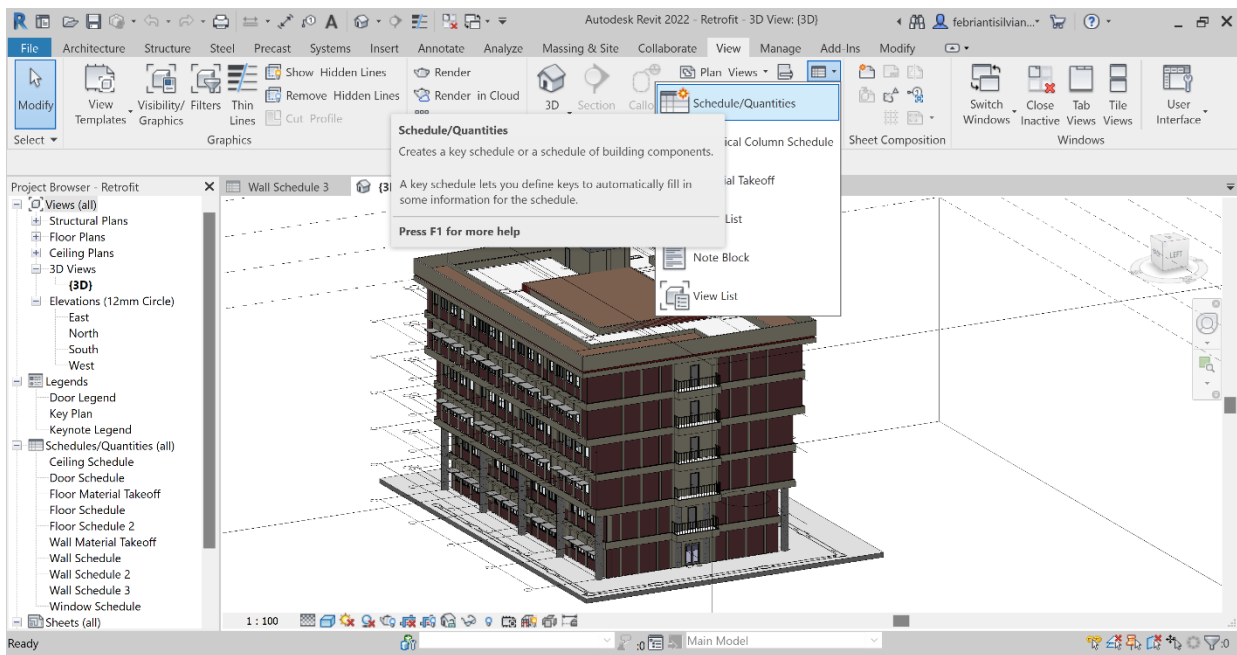 Autodesk Revit 2022 - Retrofit - 3D View: {3D}
febriantisilvian...
File Architecture Structure Steel Precast Systems Insert Annotate Analyze Massing & Site Collaborate View Manage Add-Ins Modify
Modify
View Templates
Visibility/ Graphics
Filters
Thin Lines
Show Hidden Lines
Remove Hidden Lines
Cut Profile
Render
Render in Cloud
3D
Section
Callo
Plan Views
Switch Windows
Close Inactive
Tab Views
Tile Views
User Interface
Select
Graphics
Sheet Composition
Windows
Schedule/Quantities
ical Column Schedule
ial Takeoff
List
Note Block
View List
Schedule/Quantities
Creates a key schedule or a schedule of building components.
A key schedule lets you define keys to automatically fill in
some information for the schedule.
Press F1 for more help
Project Browser - Retrofit
Wall Schedule 3
{3
Views (all)
Structural Plans
Floor Plans
Ceiling Plans
3D Views
{3D}
Elevations (12mm Circle)
East
North
South
West
Legends
Door Legend
Key Plan
Keynote Legend
Schedules/Quantities (all)
Ceiling Schedule
Door Schedule
Floor Material Takeoff
Floor Schedule
Floor Schedule 2
Wall Material Takeoff
Wall Schedule
Wall Schedule 2
Wall Schedule 3
Window Schedule
Sheets (all)
LEFT
1 : 100
Ready
:0
Main Model
:0